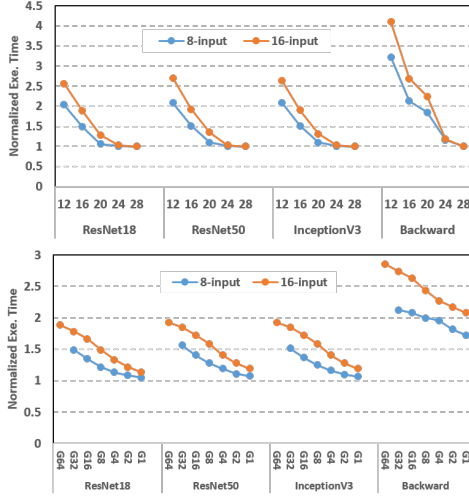 4.5
4
3.5
3
2.5
2
1.5
1
0.5
0
Normalized Exe. Time
8-input 16-input
12 16 20 24 28 12 16 20 24 28 12 16 20 24 28 12 16 20 24 28
ResNet18 ResNet50 InceptionV3 Backward
3
2.5
2
1.5
1
0.5
0
Normalized Exe. Time
8-input 16-input
G64 G32 G16 G8 G4 G2 G1 G64 G32 G16 G8 G4 G2 G1 G64 G32 G16 G8 G4 G2 G1 G64 G32 G16 G8 G4 G2 G1
ResNet18 ResNet50 InceptionV3 Backward